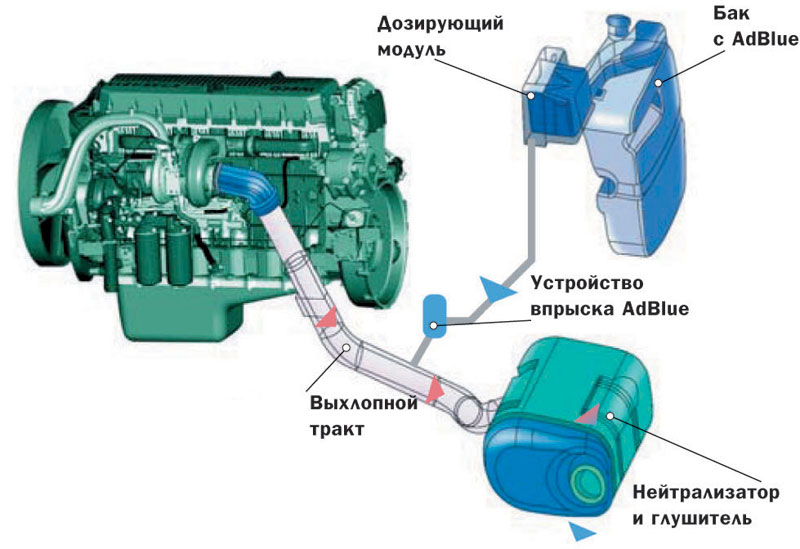 Дозирующий
модуль
Бак
с AdBlue
Устройство
впрыска AdBlue
Выхлопной
тракт
Нейтрализатор
и глушитель